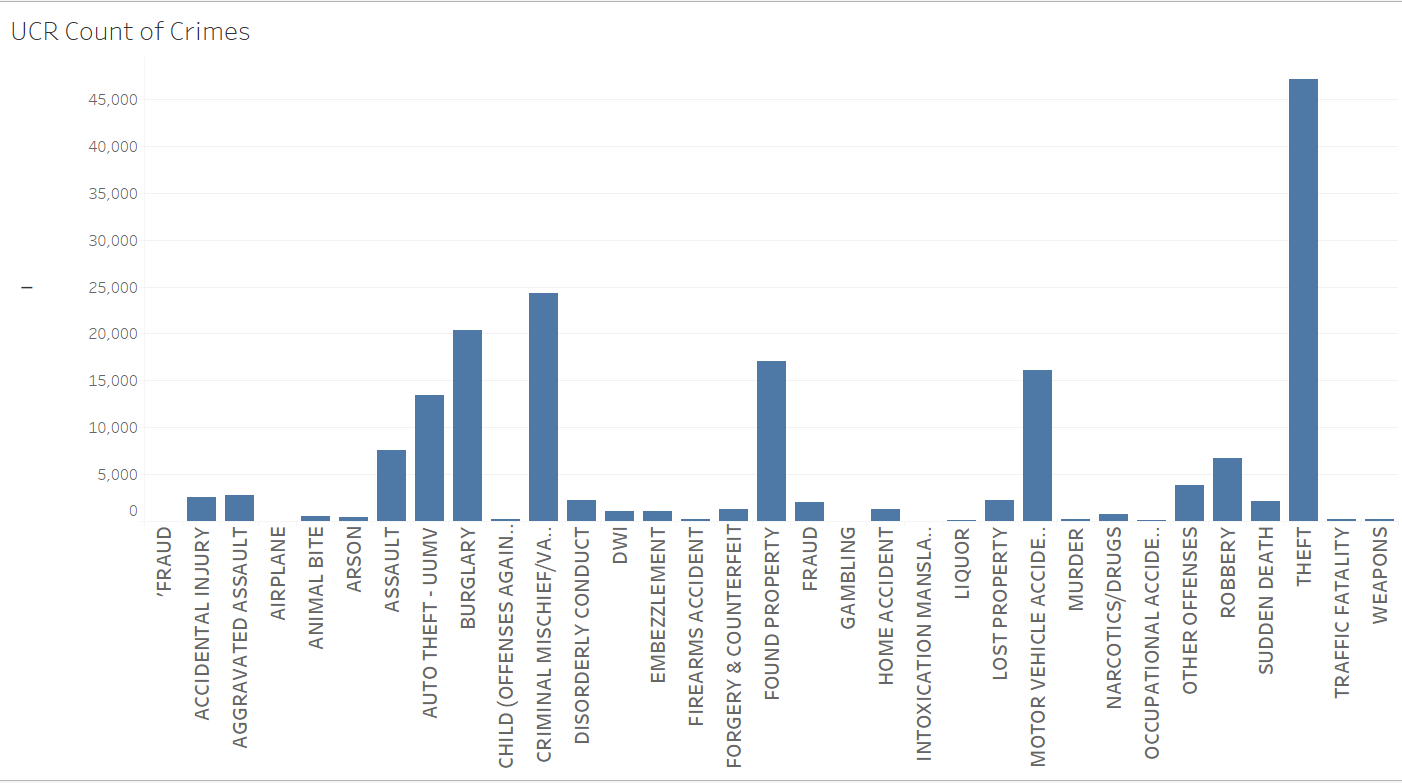 UCR Count of Crimes
45,000
40,000
35,000
30,000
25,000
20,000
15,000
10,000
5,000
0
'FRAUD
ACCIDENTAL INJURY
AGGRAVATED ASSAULT
AIRPLANE
ANIMAL BITE
ARSON
ASSAULT
AUTO THEFT - UUMV
BURGLARY
CHILD (OFFENSES AGAIN..
CRIMINAL MISCHIEF/VA..
DISORDERLY CONDUCT
DWI
EMBEZZLEMENT
FIREARMS ACCIDENT
FORGERY & COUNTERFEIT
FOUND PROPERTY
FRAUD
GAMBLING
HOME ACCIDENT
INTOXICATION MANSLA..
LIQUOR
LOST PROPERTY
MOTOR VEHICLE ACCIDE..
MURDER
NARCOTICS/DRUGS
OCCUPATIONAL ACCIDE..
OTHER OFFENSES
ROBBERY
SUDDEN DEATH
THEFT
TRAFFIC FATALITY
WEAPONS